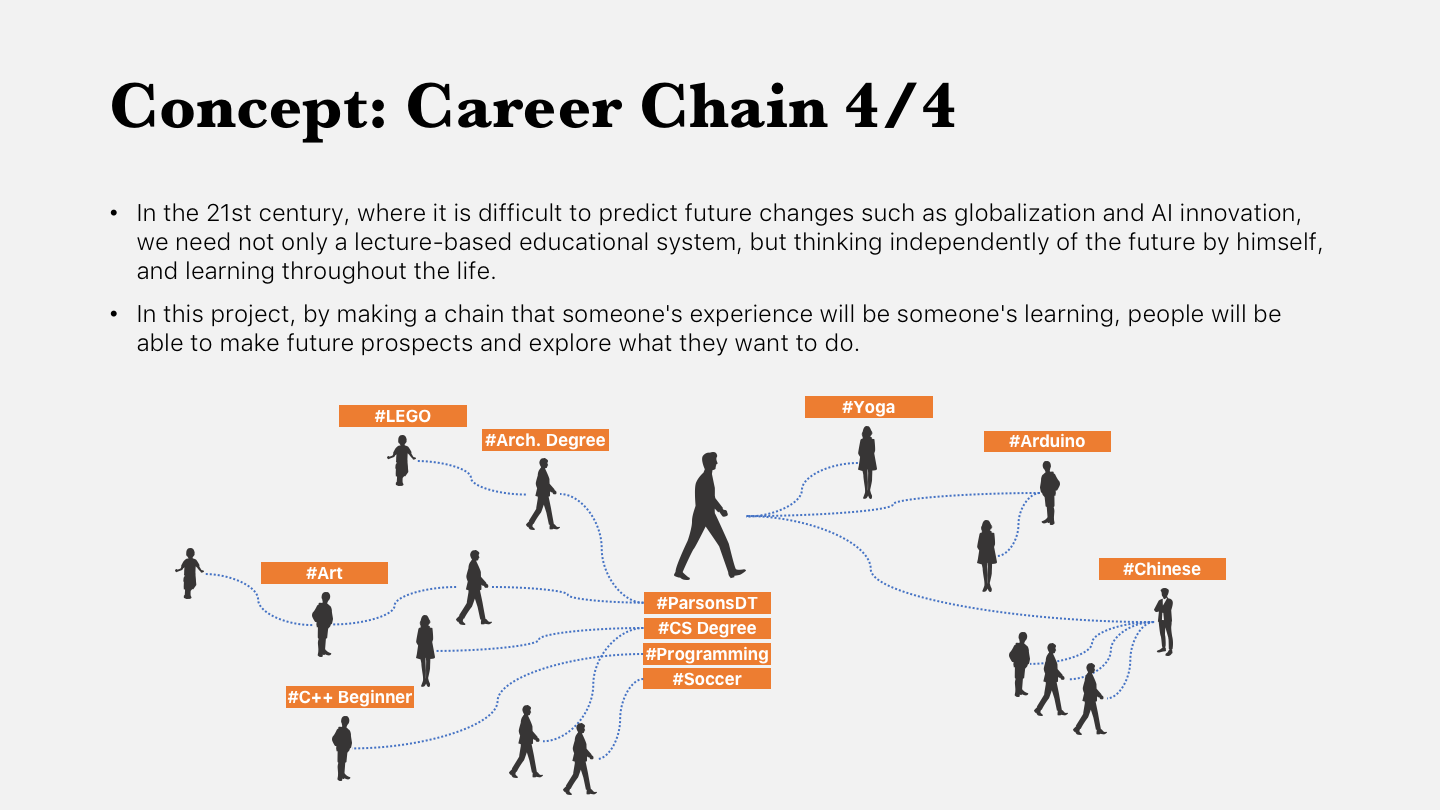 Concept: Career Chain 4/4
• In the 21st century, where it is difficult to predict future changes such as globalization and AI innovation,
we need not only a lecture-based educational system, but thinking independently of the future by himself,
and learning throughout the life.
• In this project, by making a chain that someone's experience will be someone's learning, people will be
able to make future prospects and explore what they want to do.
#LEGO
#Arch. Degree
#Yoga
#Arduino
#Art
#Chinese
#ParsonsDT
#CS Degree
#Programming
#Soccer
#C++ Beginner